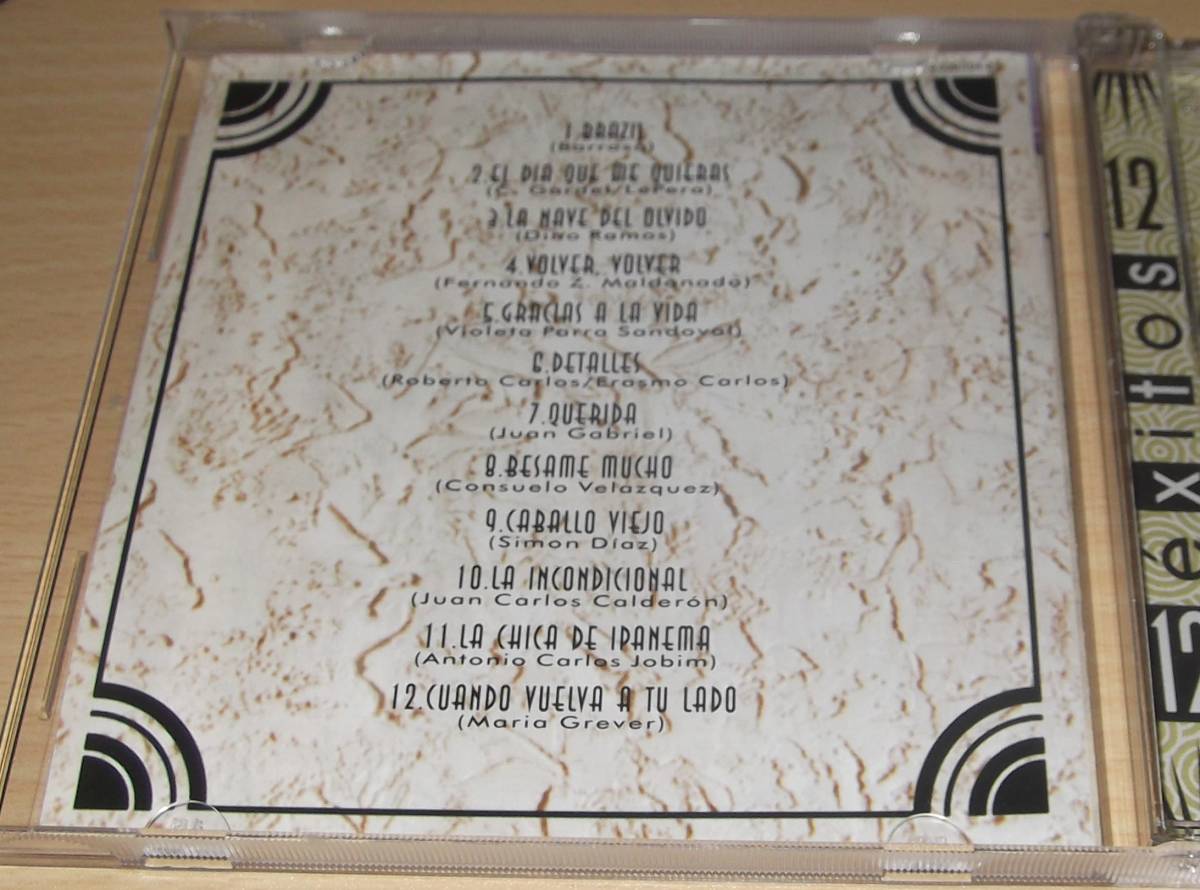 1.BRAZIL
(Barroso)
2.EL DIA QUE ME QUIERAS
(C. Gardel/LePera)
3.LA NAVE DEL OLVIDO
(Dino Ramos)
4.VOLVER, VOLVER
(Fernando Z. Maldonado)
5.GRACIAS A LA VIDA
(Violeta Parra Sandoval)
6.DETALLES
(Roberto Carlos/Erasmo Carlos)
7.QUERIDA
(Juan Gabriel)
8.BESAME MUCHO
(Consuelo Velazquez)
9.CABALLO VIEJO
(Simon Díaz)
10.LA INCONDICIONAL
(Juan Carlos Calderón)
11.LA CHICA DE IPANEMA
(Antonio Carlos Jobim)
12.CUANDO VUELVA A TU LADO
(Maria Grever)
12 éxitos 12